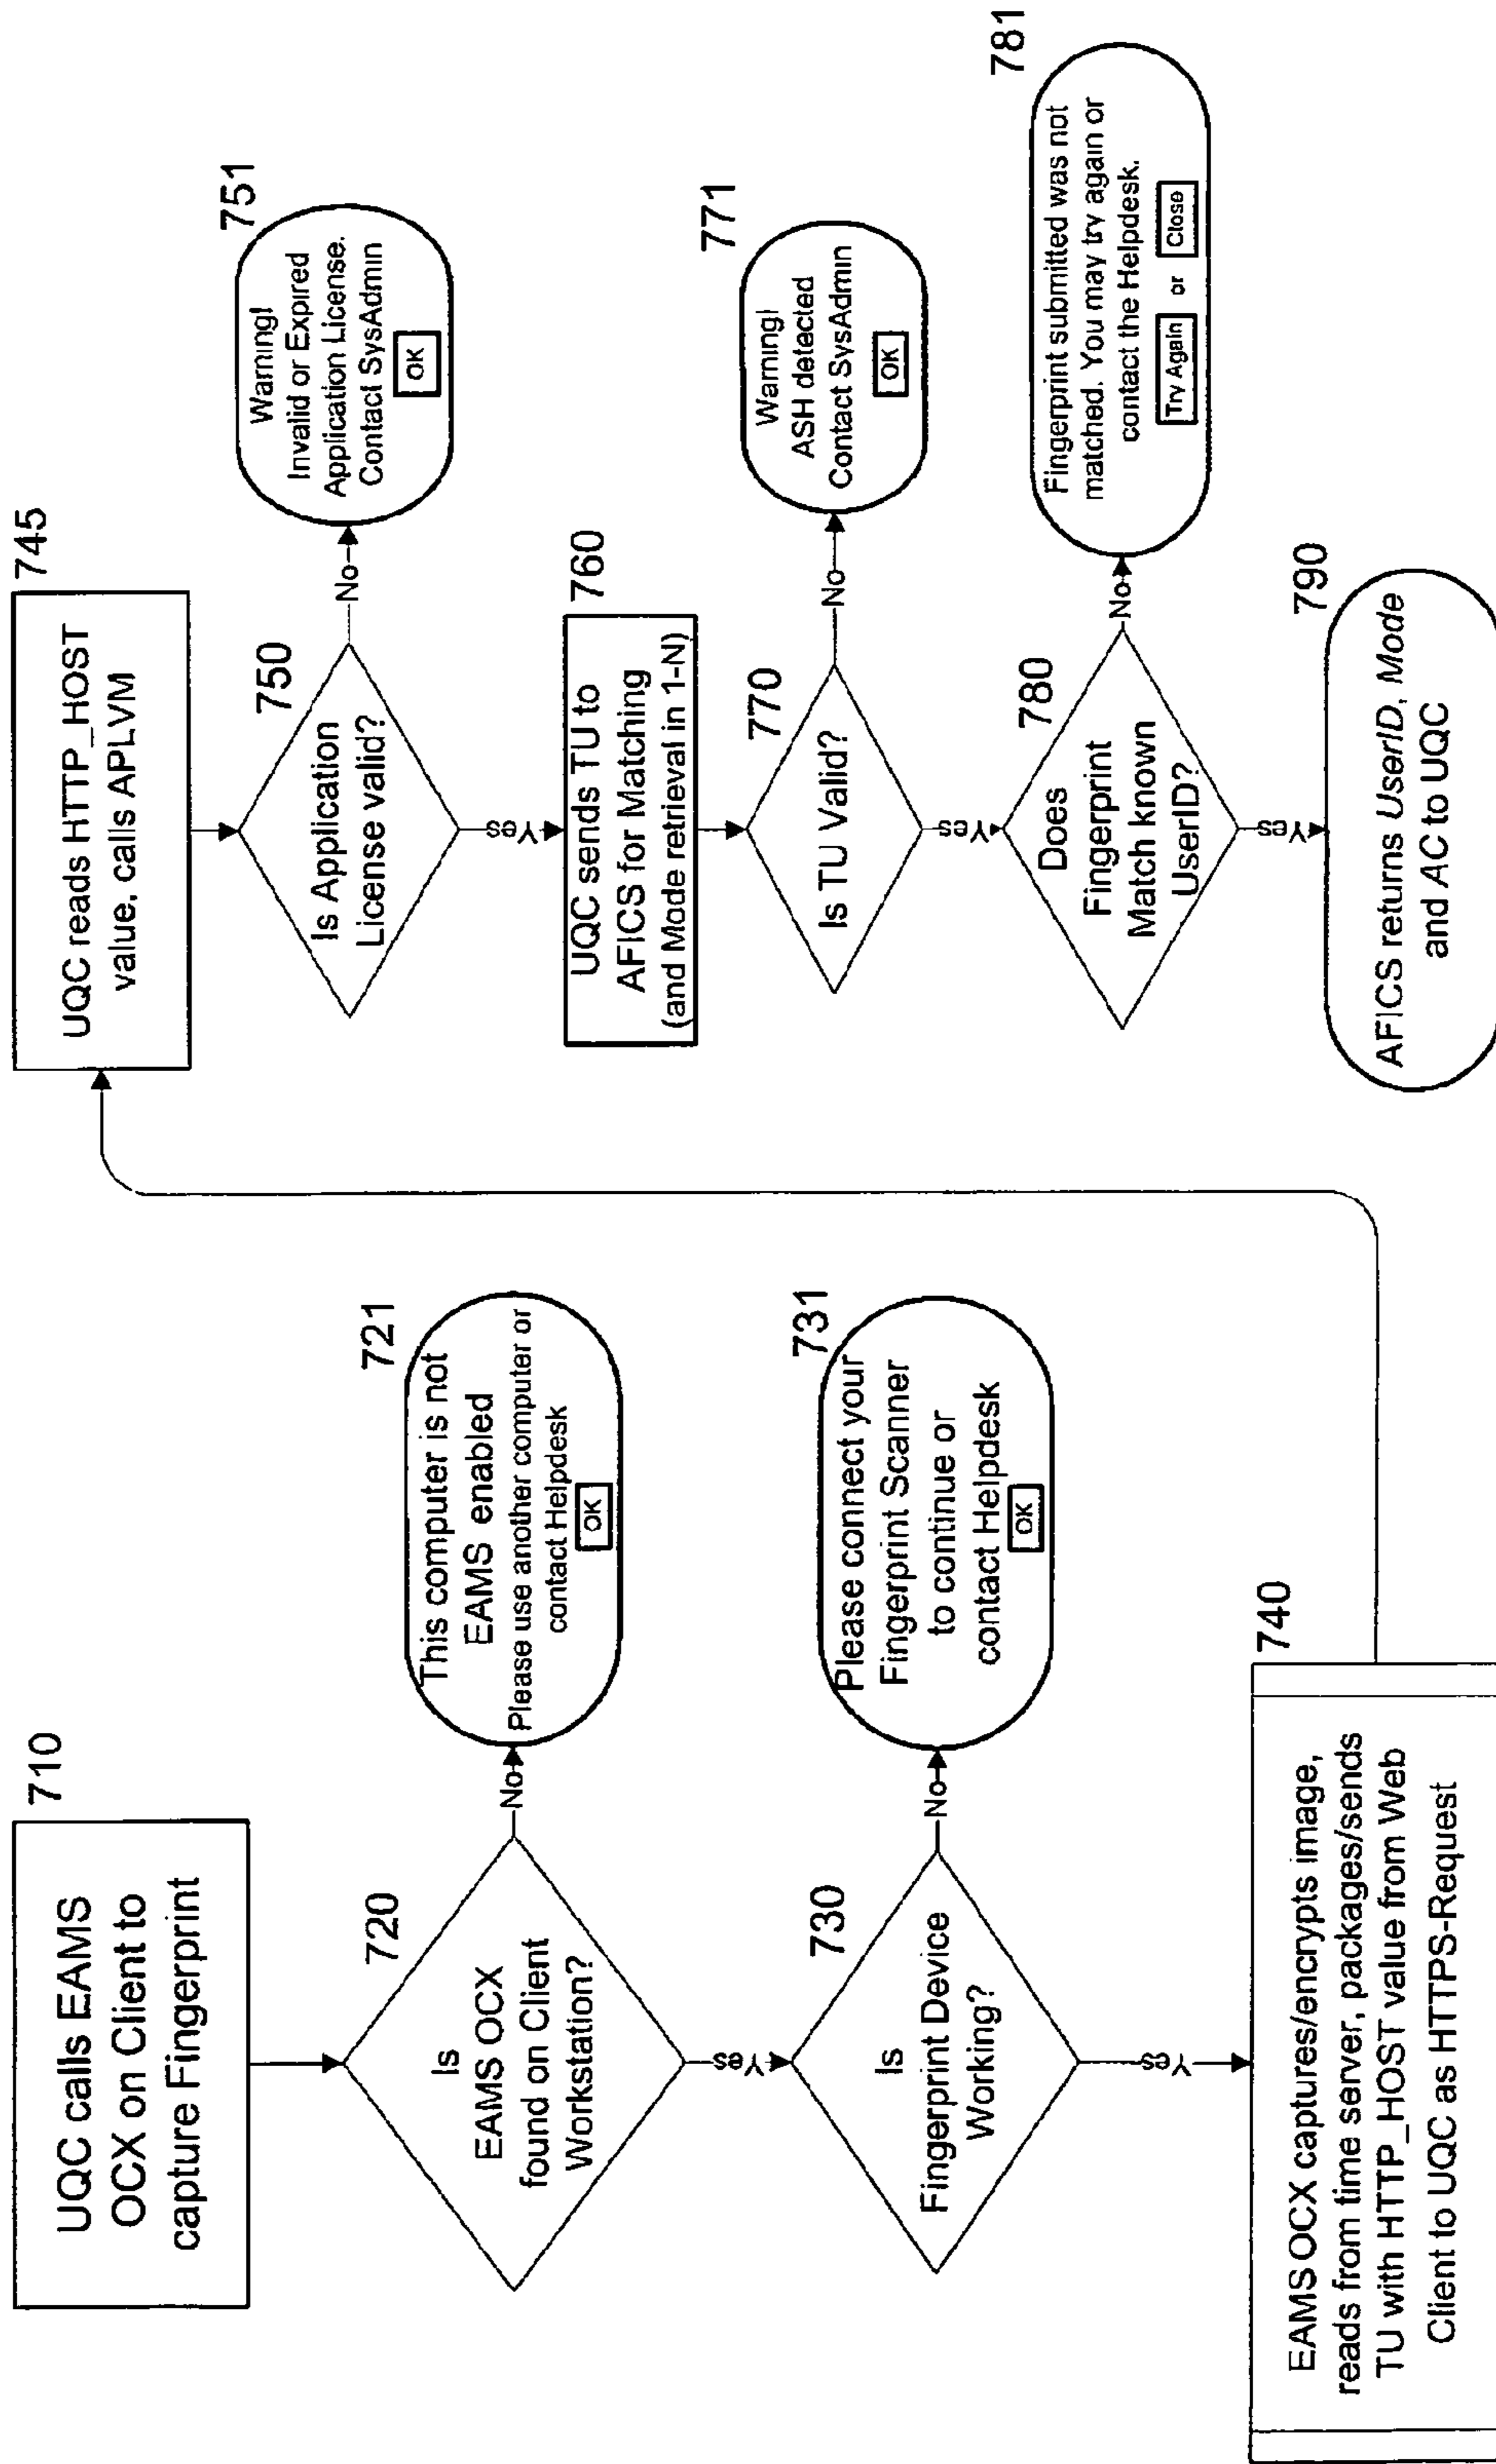 710
UQC calls EAMS
OCX on Client to
capture Fingerprint
720
Is
EAMS OCX
found on Client
Workstation?
No
721
This computer is not
EAMS enabled
Please use another computer or
contact Helpdesk
OK
Yes
730
Is
Fingerprint Device
Working?
No
731
Please connect your
Fingerprint Scanner
to continue or
contact Helpdesk
OK
Yes
740
EAMS OCX captures/encrypts image,
reads from time server, packages/sends
TU with HTTP_HOST value from Web
Client to UQC as HTTPS-Request
745
UQC reads HTTP_HOST
value, calls APLVM
750
Is Application
License valid?
No
751
Warning!
Invalid or Expired
Application License.
Contact SysAdmin
OK
Yes
760
UQC sends TU to
AFICS for Matching
(and Mode retrieval in 1-N)
770
Is TU Valid?
No
771
Warning!
ASH detected
Contact SysAdmin
OK
Yes
780
Does
Fingerprint
Match known
UserID?
No
781
Fingerprint submitted was not
matched. You may try again or
contact the Helpdesk.
Try Again or Close
Yes
790
AFICS returns UserID, Mode
and AC to UQC